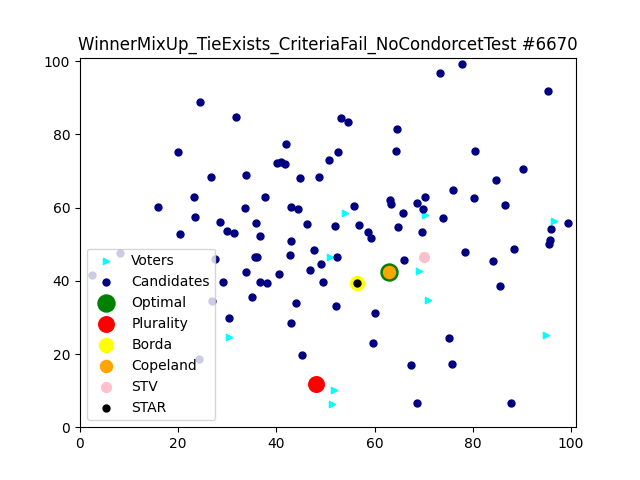 WinnerMixUp_TieExists_CriteriaFail_NoCondorcetTest #6670
100
80
60
40
20
0
Voters
Candidates
Optimal
Plurality
Borda
Copeland
STV
STAR
0 20 40 60 80 100